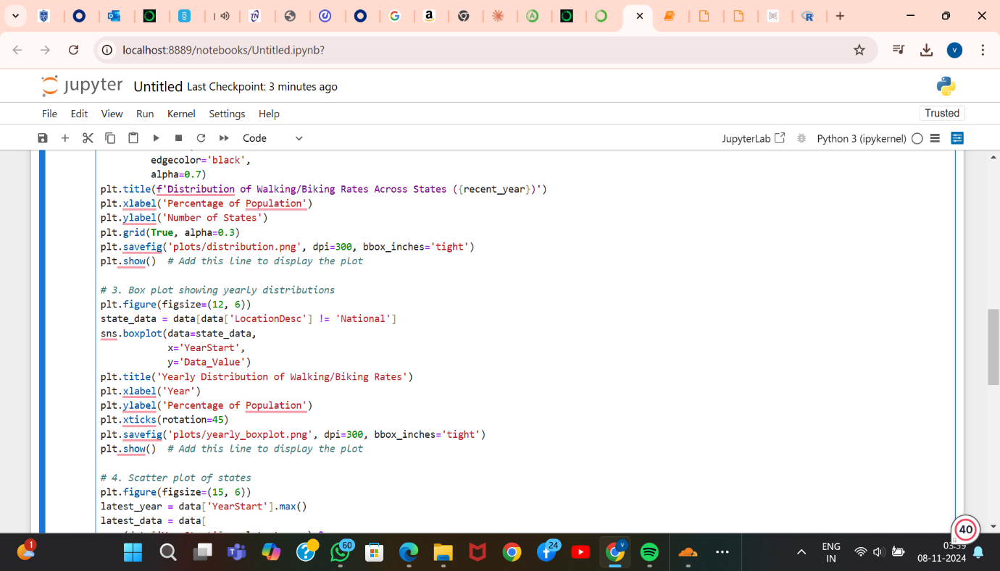 localhost:8889/notebooks/Untitled.ipynb?
V
jupyter Untitled Last Checkpoint: 3 minutes ago
File Edit View Run Kernel Settings Help
Trusted
Code
JupyterLab
Python 3 (ipykernel)
edgecolor='black',
alpha=0.7)
plt.title(f'Distribution of Walking/Biking Rates Across States ({recent_year})')
plt.xlabel('Percentage of Population')
plt.ylabel('Number of States')
plt.grid(True, alpha=0.3)
plt.savefig('plots/distribution.png', dpi=300, bbox_inches='tight')
plt.show()  # Add this line to display the plot
# 3. Box plot showing yearly distributions
plt.figure(figsize=(12, 6))
state_data = data[data['LocationDesc'] != 'National']
sns.boxplot(data=state_data,
x='YearStart',
y='Data_Value')
plt.title('Yearly Distribution of Walking/Biking Rates')
plt.xlabel('Year')
plt.ylabel('Percentage of Population')
plt.xticks(rotation=45)
plt.savefig('plots/yearly_boxplot.png', dpi=300, bbox_inches='tight')
plt.show()  # Add this line to display the plot
# 4. Scatter plot of states
plt.figure(figsize=(15, 6))
latest_year = data['YearStart'].max()
latest_data = data[
40
1
60
24
ENG
IN
03:39
08-11-2024